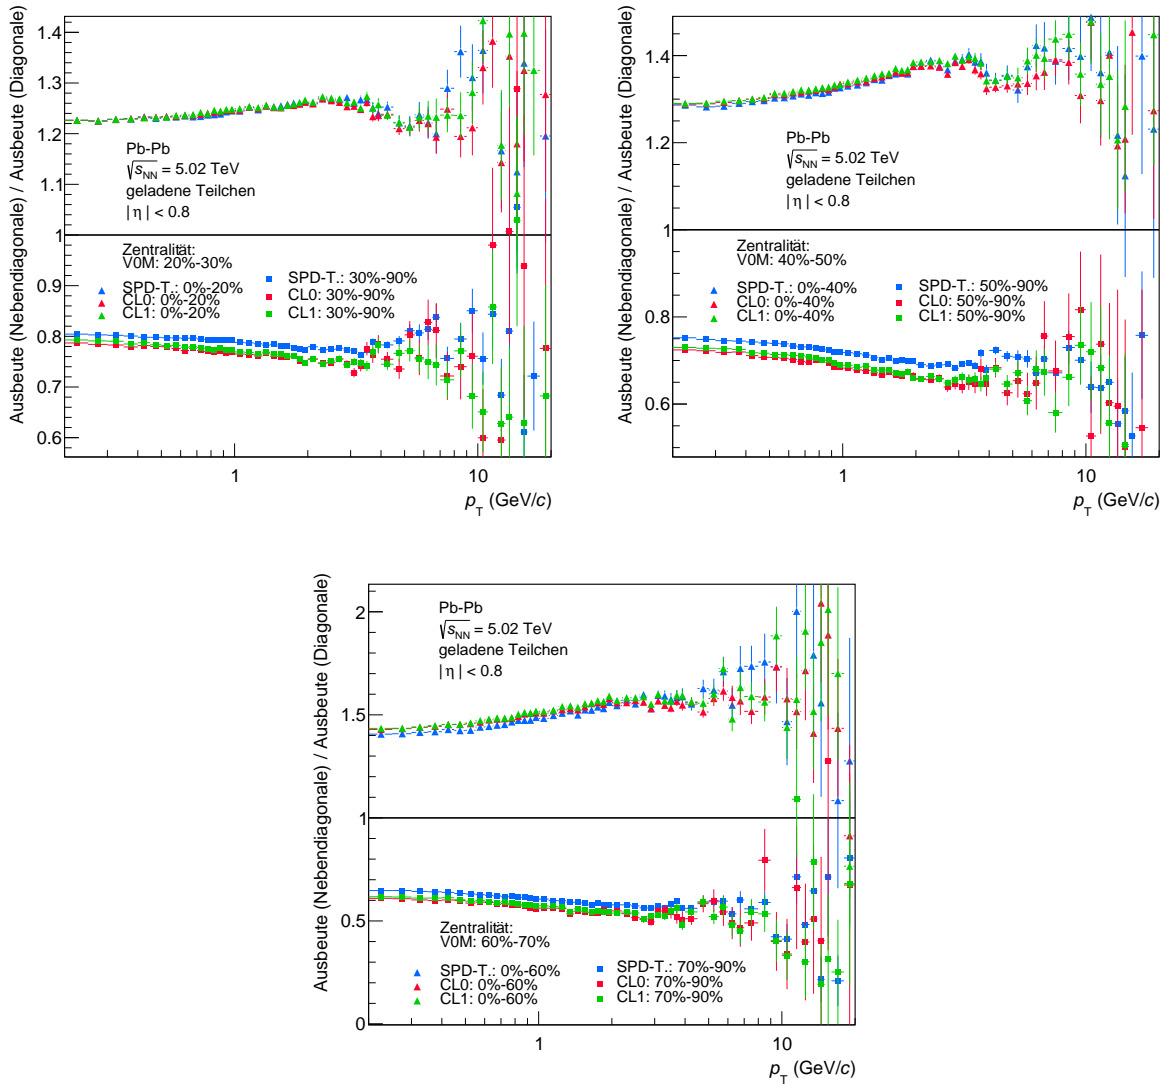 Ausbeute (Nebendiagonale) / Ausbeute (Diagonale)
1.4
1.3
1.2
1.1
1
0.9
0.8
0.7
0.6
Pb-Pb
√s_NN = 5.02 TeV
geladene Teilchen
| η | < 0.8
Zentralität:
V0M: 20%-30%
SPD-T.: 0%-20%
CL0: 0%-20%
CL1: 0%-20%
SPD-T.: 30%-90%
CL0: 30%-90%
CL1: 30%-90%
1 10
p_T (GeV/c)
Ausbeute (Nebendiagonale) / Ausbeute (Diagonale)
1.4
1.2
1
0.8
0.6
Pb-Pb
√s_NN = 5.02 TeV
geladene Teilchen
| η | < 0.8
Zentralität:
V0M: 40%-50%
SPD-T.: 0%-40%
CL0: 0%-40%
CL1: 0%-40%
SPD-T.: 50%-90%
CL0: 50%-90%
CL1: 50%-90%
1 10
p_T (GeV/c)
Ausbeute (Nebendiagonale) / Ausbeute (Diagonale)
2
1.5
1
0.5
0
Pb-Pb
√s_NN = 5.02 TeV
geladene Teilchen
| η | < 0.8
Zentralität:
V0M: 60%-70%
SPD-T.: 0%-60%
CL0: 0%-60%
CL1: 0%-60%
SPD-T.: 70%-90%
CL0: 70%-90%
CL1: 70%-90%
1 10
p_T (GeV/c)